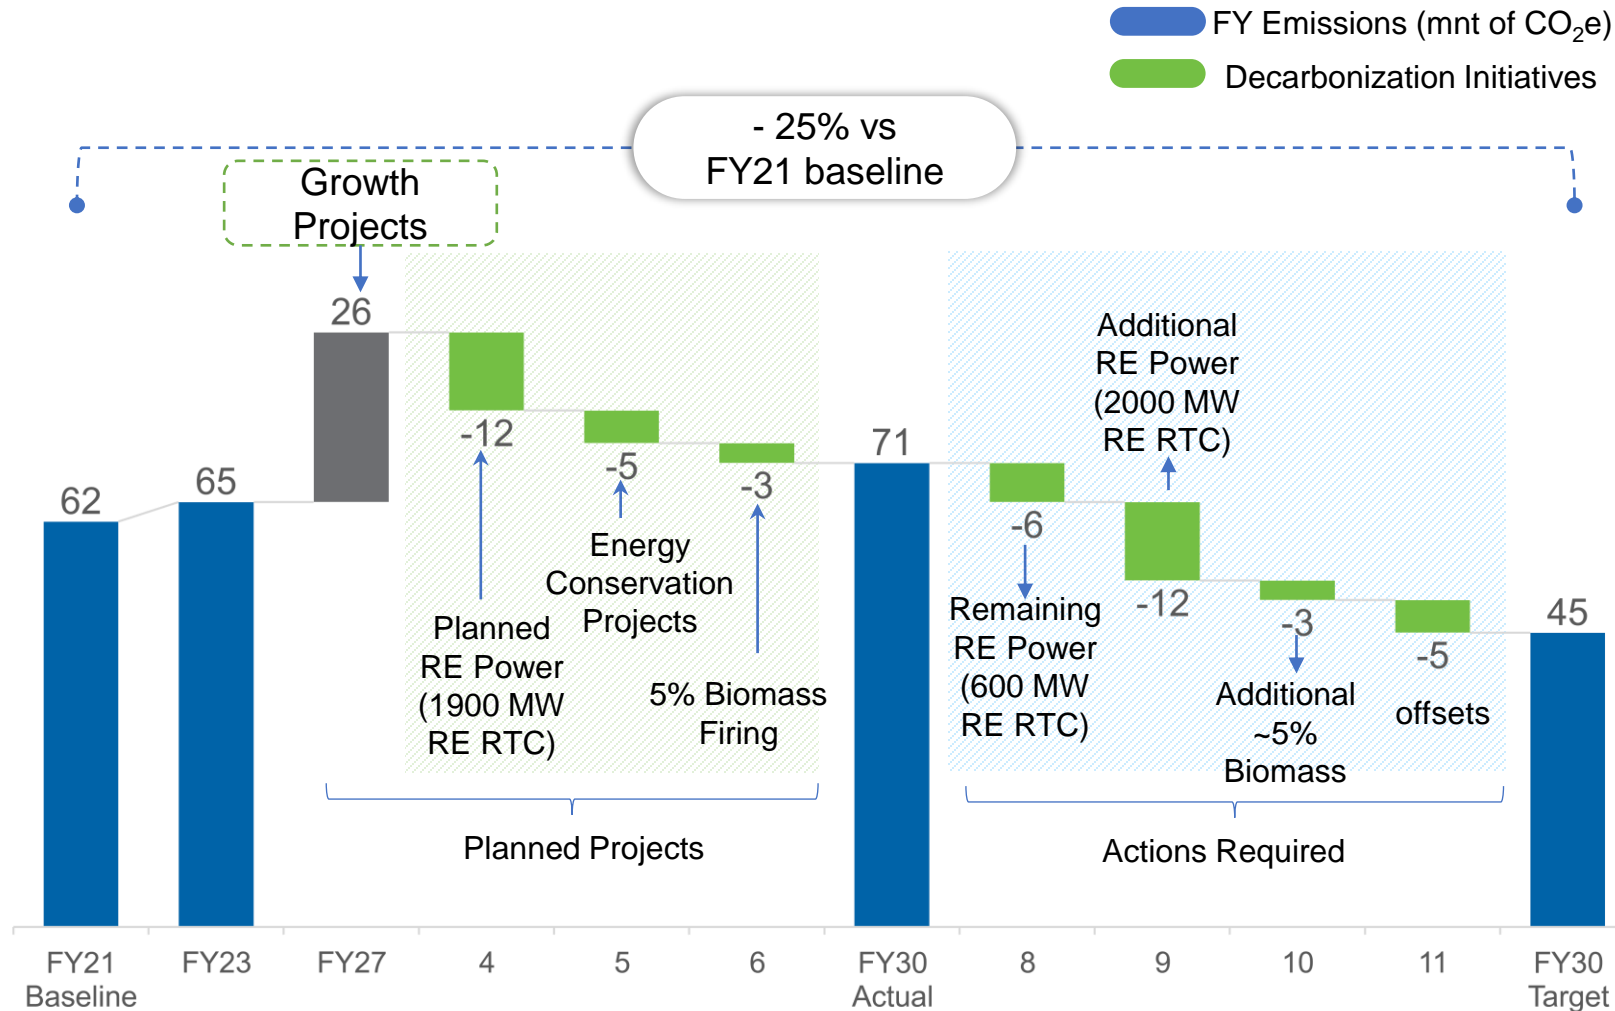 FY Emissions (mnt of CO₂e)
Decarbonization Initiatives
- 25% vs
FY21 baseline
Growth
Projects
26
62
65
-12
-5
-3
71
-6
-12
-3
-5
45
Planned
RE Power
(1900 MW
RE RTC)
Energy
Conservation
Projects
5% Biomass
Firing
Remaining
RE Power
(600 MW
RE RTC)
Additional
RE Power
(2000 MW
RE RTC)
Additional
~5%
Biomass
offsets
Planned Projects
Actions Required
FY21
Baseline
FY23
FY27
4
5
6
FY30
Actual
8
9
10
11
FY30
Target